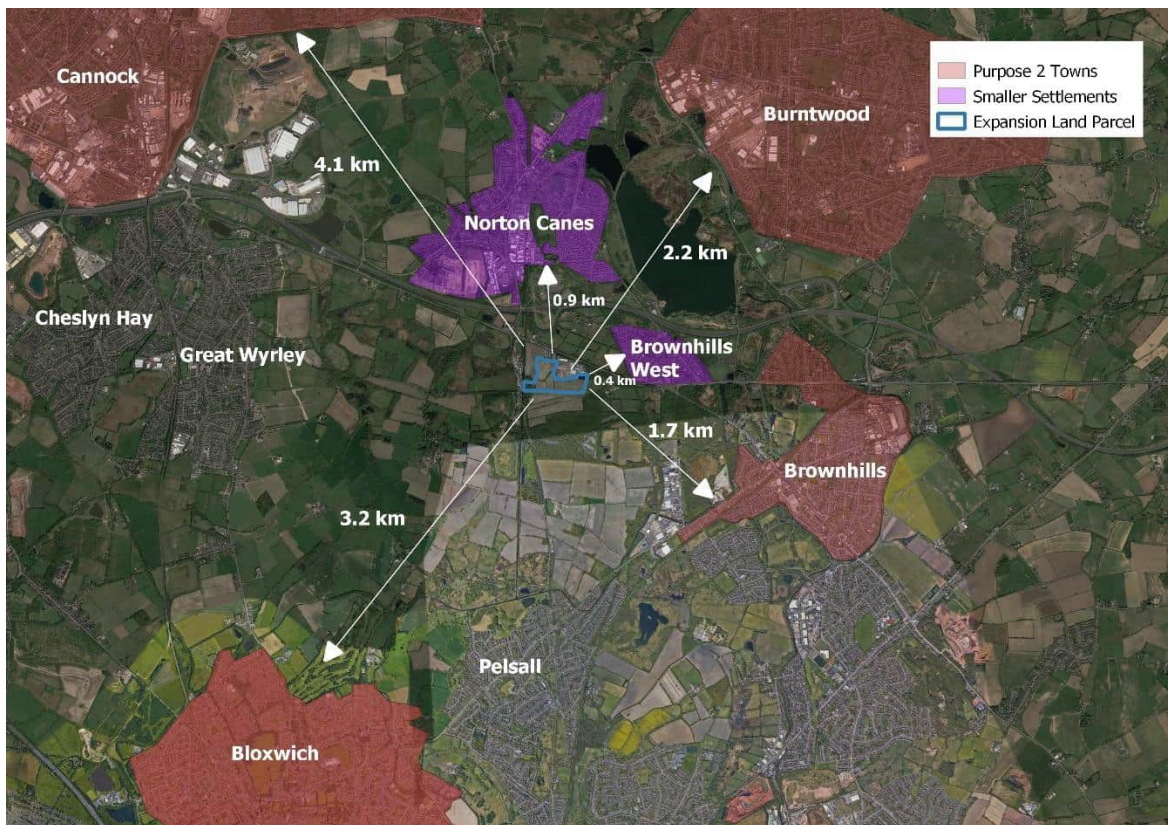 Cannock
Burntwood
Purpose 2 Towns
Smaller Settlements
Expansion Land Parcel
4.1 km
Norton Canes
2.2 km
0.9 km
Cheslyn Hay
Great Wyrley
Brownhills
West
0.4 km
1.7 km
Brownhills
3.2 km
Pelsall
Bloxwich